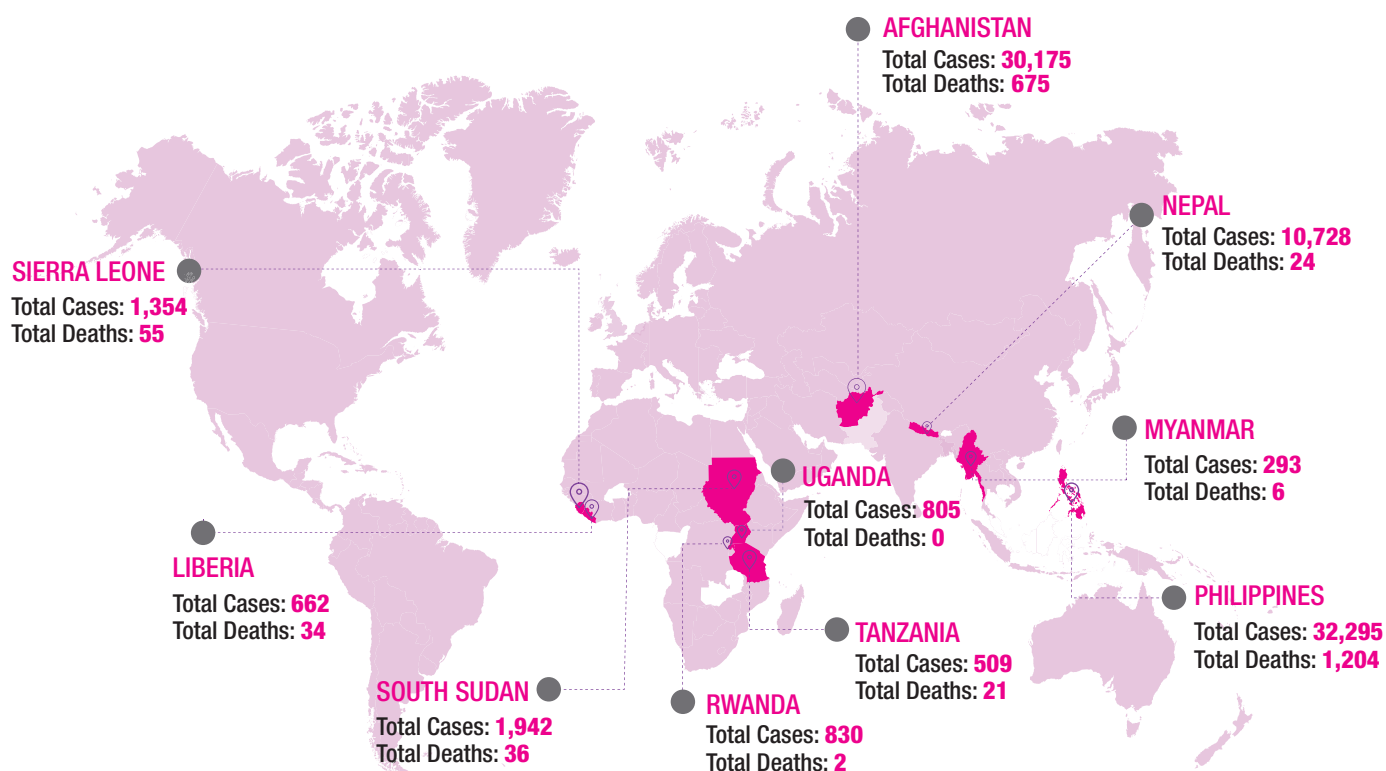 AFGHANISTAN
Total Cases: 30,175
Total Deaths: 675
NEPAL
Total Cases: 10,728
Total Deaths: 24
SIERRA LEONE
Total Cases: 1,354
Total Deaths: 55
MYANMAR
Total Cases: 293
Total Deaths: 6
UGANDA
Total Cases: 805
Total Deaths: 0
LIBERIA
Total Cases: 662
Total Deaths: 34
PHILIPPINES
Total Cases: 32,295
Total Deaths: 1,204
TANZANIA
Total Cases: 509
Total Deaths: 21
SOUTH SUDAN
Total Cases: 1,942
Total Deaths: 36
RWANDA
Total Cases: 830
Total Deaths: 2